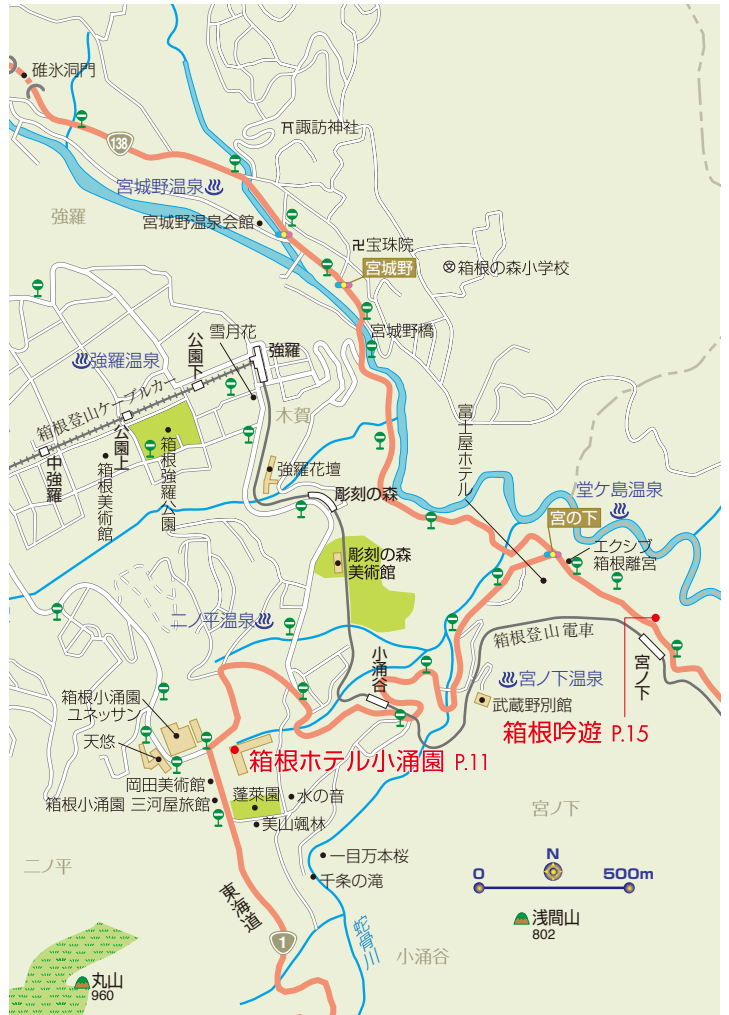 碓氷洞門
138
諏訪神社
宮城野温泉
強羅
宮城野温泉会館
宝珠院
宮城野
箱根の森小学校
宮城野橋
雪月花
強羅
公園下
強羅温泉
箱根登山ケーブルカー
木賀
富士屋ホテル
公園上
中強羅
箱根美術館
箱根強羅公園
強羅花壇
彫刻の森
堂ケ島温泉
宮の下
エクシブ
箱根離宮
彫刻の森
美術館
二ノ平温泉
箱根登山電車
小涌谷
宮ノ下
宮ノ下温泉
武蔵野別館
箱根小涌園
ユネッサン
天悠
箱根吟遊 P.15
箱根ホテル小涌園 P.11
岡田美術館
箱根小涌園 三河屋旅館
蓬莱園
水の音
美山颯林
宮ノ下
一目万本桜
千条の滝
二ノ平
N
0
500m
東海道
1
蛇骨川
浅間山
802
小涌谷
丸山
960